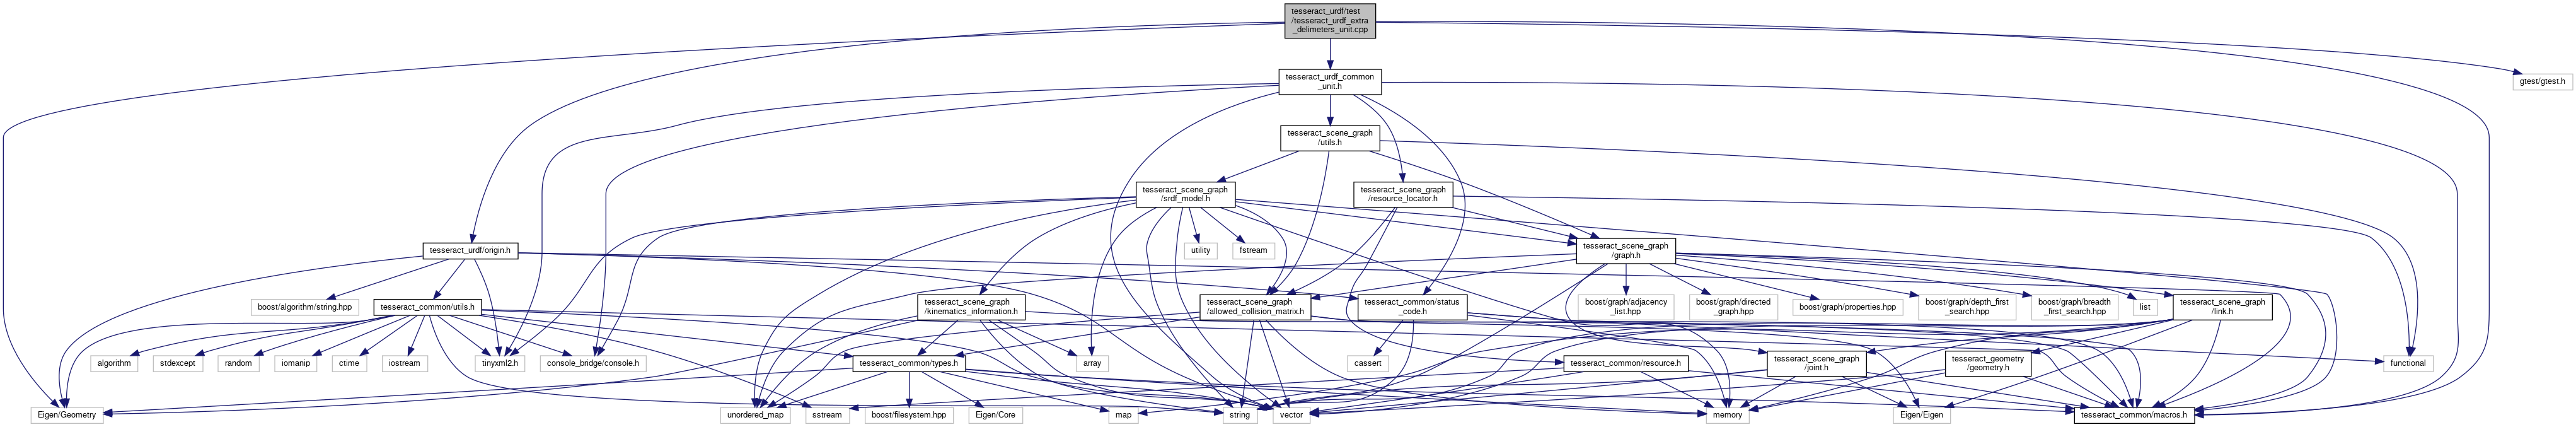 tesseract_urdf/test
/tesseract_urdf_extra
_delimeters_unit.cpp
tesseract_urdf_common
_unit.h
gtest/gtest.h
tesseract_scene_graph
/utils.h
tesseract_scene_graph
/srdf_model.h
tesseract_scene_graph
/resource_locator.h
tesseract_urdf/origin.h
utility
fstream
tesseract_scene_graph
/graph.h
boost/algorithm/string.hpp
tesseract_common/utils.h
tesseract_scene_graph
/kinematics_information.h
tesseract_scene_graph
/allowed_collision_matrix.h
tesseract_common/status
_code.h
boost/graph/adjacency
_list.hpp
boost/graph/directed
_graph.hpp
boost/graph/properties.hpp
boost/graph/depth_first
_search.hpp
boost/graph/breadth
_first_search.hpp
list
tesseract_scene_graph
/link.h
algorithm
stdexcept
random
iomanip
ctime
iostream
tinyxml2.h
console_bridge/console.h
tesseract_common/types.h
array
cassert
tesseract_common/resource.h
tesseract_scene_graph
/joint.h
tesseract_geometry
/geometry.h
functional
Eigen/Geometry
unordered_map
sstream
boost/filesystem.hpp
Eigen/Core
map
string
vector
memory
Eigen/Eigen
tesseract_common/macros.h